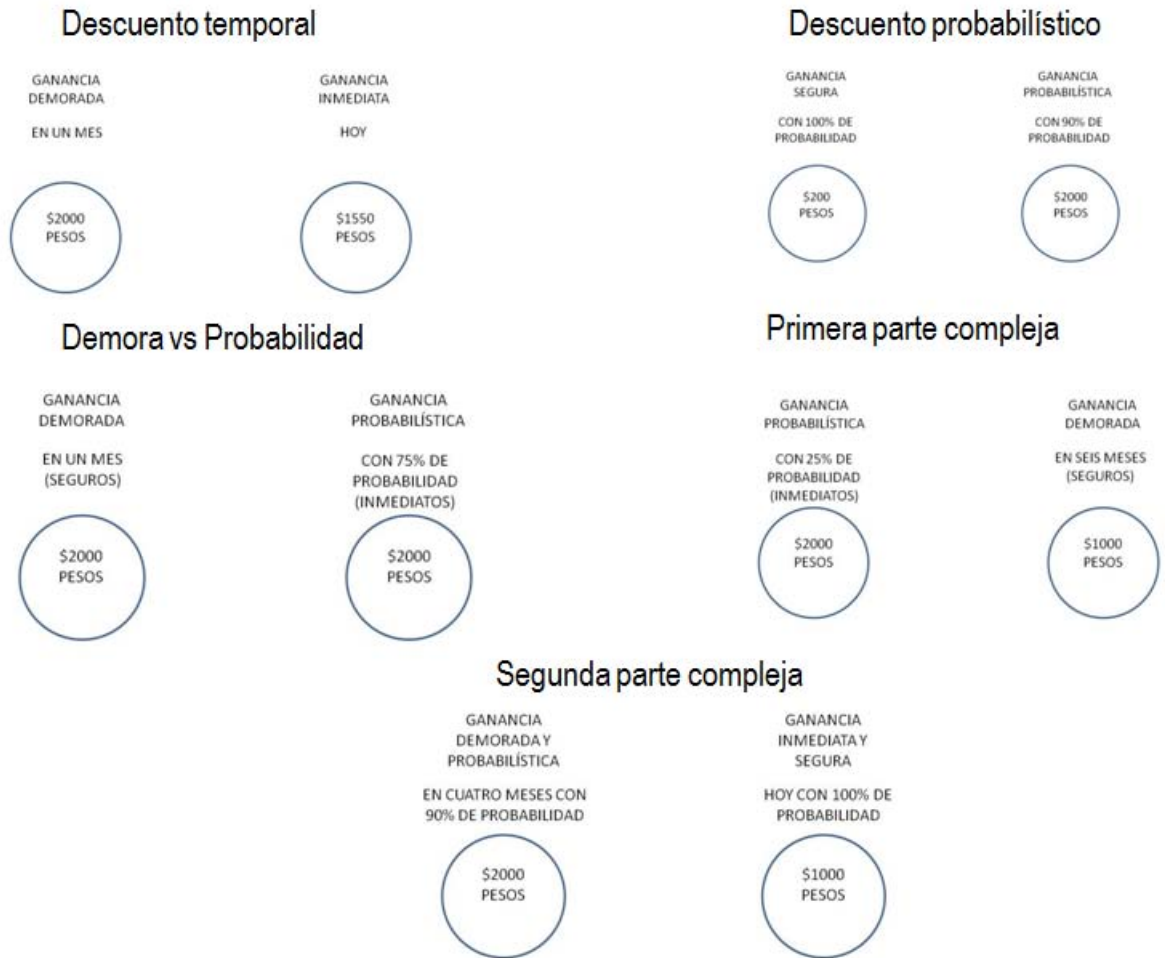 Descuento temporal
GANANCIA
DEMORADA
EN UN MES
$2000
PESOS
GANANCIA
INMEDIATA
HOY
$1550
PESOS
Descuento probabilístico
GANANCIA
SEGURA
CON 100% DE
PROBABILIDAD
$200
PESOS
GANANCIA
PROBABILÍSTICA
CON 90% DE
PROBABILIDAD
$2000
PESOS
Demora vs Probabilidad
GANANCIA
DEMORADA
EN UN MES
(SEGUROS)
$2000
PESOS
GANANCIA
PROBABILÍSTICA
CON 75% DE
PROBABILIDAD
(INMEDIATOS)
$2000
PESOS
Primera parte compleja
GANANCIA
PROBABILÍSTICA
CON 25% DE
PROBABILIDAD
(INMEDIATOS)
$2000
PESOS
GANANCIA
DEMORADA
EN SEIS MESES
(SEGUROS)
$1000
PESOS
Segunda parte compleja
GANANCIA
DEMORADA Y
PROBABILÍSTICA
EN CUATRO MESES CON
90% DE PROBABILIDAD
$2000
PESOS
GANANCIA
INMEDIATA Y
SEGURA
HOY CON 100% DE
PROBABILIDAD
$1000
PESOS